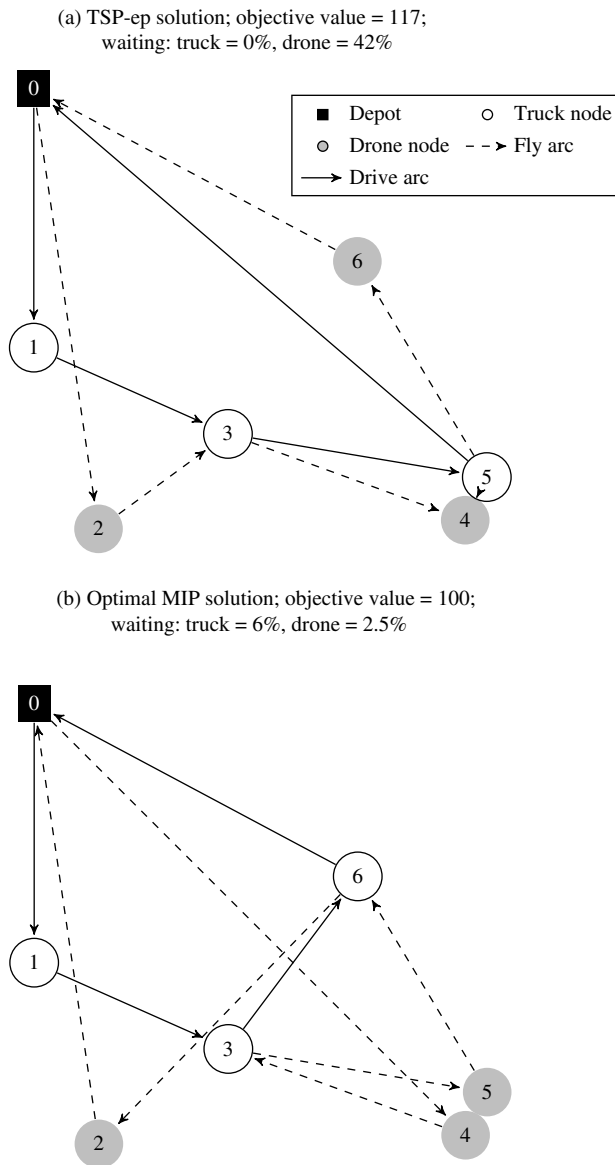 (a) TSP-ep solution; objective value = 117;
waiting: truck = 0%, drone = 42%
0
Depot
Truck node
Drone node
Fly arc
Drive arc
6
1
3
5
4
2
(b) Optimal MIP solution; objective value = 100;
waiting: truck = 6%, drone = 2.5%
0
6
1
3
5
4
2